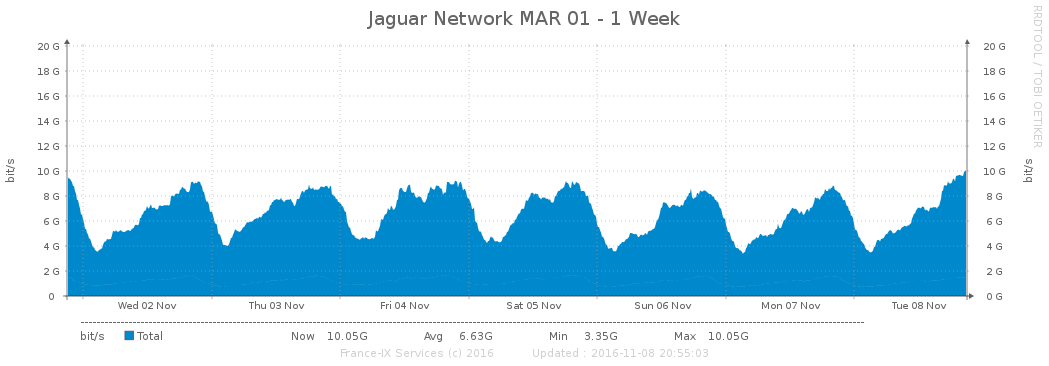 Jaguar Network MAR 01 - 1 Week
RRDTOOL / TOBI OETIKER
bit/s
bit/s
20 G 20 G
18 G 18 G
16 G 16 G
14 G 14 G
12 G 12 G
10 G 10 G
8 G 8 G
6 G 6 G
4 G 4 G
2 G 2 G
0 0 G
Wed 02 Nov Thu 03 Nov Fri 04 Nov Sat 05 Nov Sun 06 Nov Mon 07 Nov Tue 08 Nov
bit/s Total Now 10.05G Avg 6.63G Min 3.35G Max 10.05G
France-IX Services (c) 2016 Updated : 2016-11-08 20:55:03